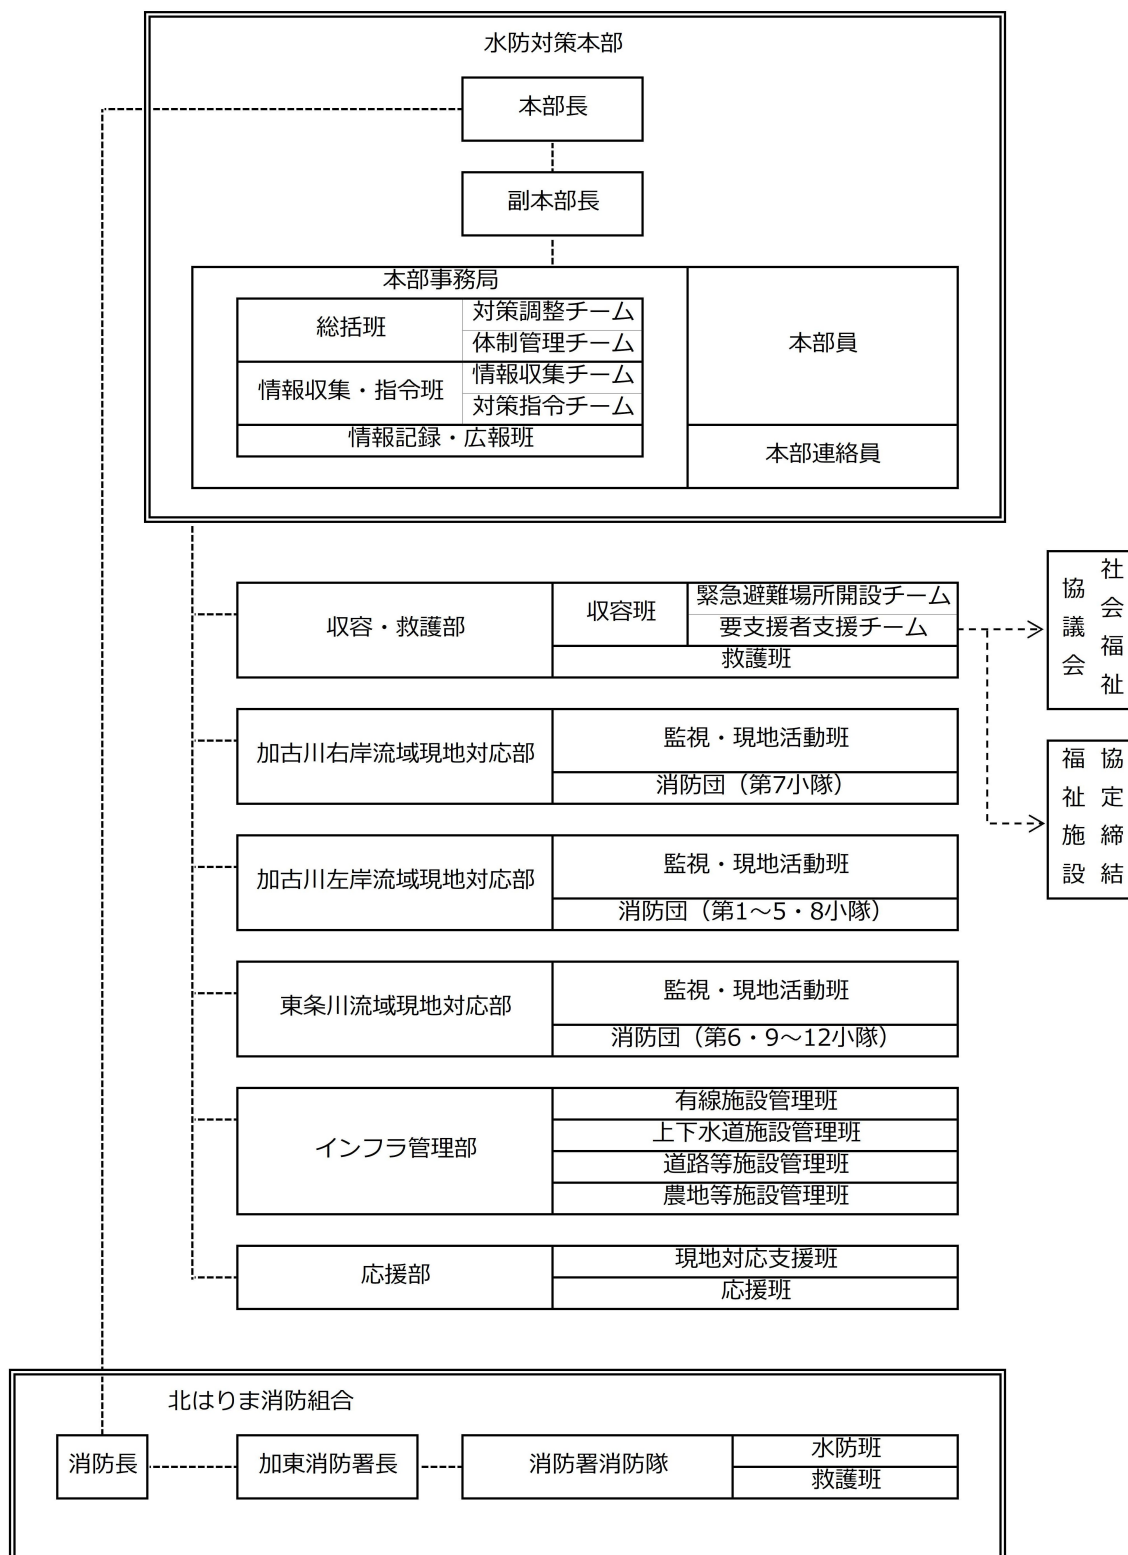 水防対策本部
本部長
副本部長
本部事務局
総括班
対策調整チーム
体制管理チーム
情報収集・指令班
情報収集チーム
対策指令チーム
情報記録・広報班
本部員
本部連絡員
収容・救護部
収容班
緊急避難場所開設チーム
要支援者支援チーム
救護班
社会福祉
協議会
加古川右岸流域現地対応部
監視・現地活動班
消防団（第7小隊）
協定締結
福祉施設
加古川左岸流域現地対応部
監視・現地活動班
消防団（第1～5・8小隊）
東条川流域現地対応部
監視・現地活動班
消防団（第6・9～12小隊）
インフラ管理部
有線施設管理班
上下水道施設管理班
道路等施設管理班
農地等施設管理班
応援部
現地対応支援班
応援班
北はりま消防組合
消防長
加東消防署長
消防署消防隊
水防班
救護班